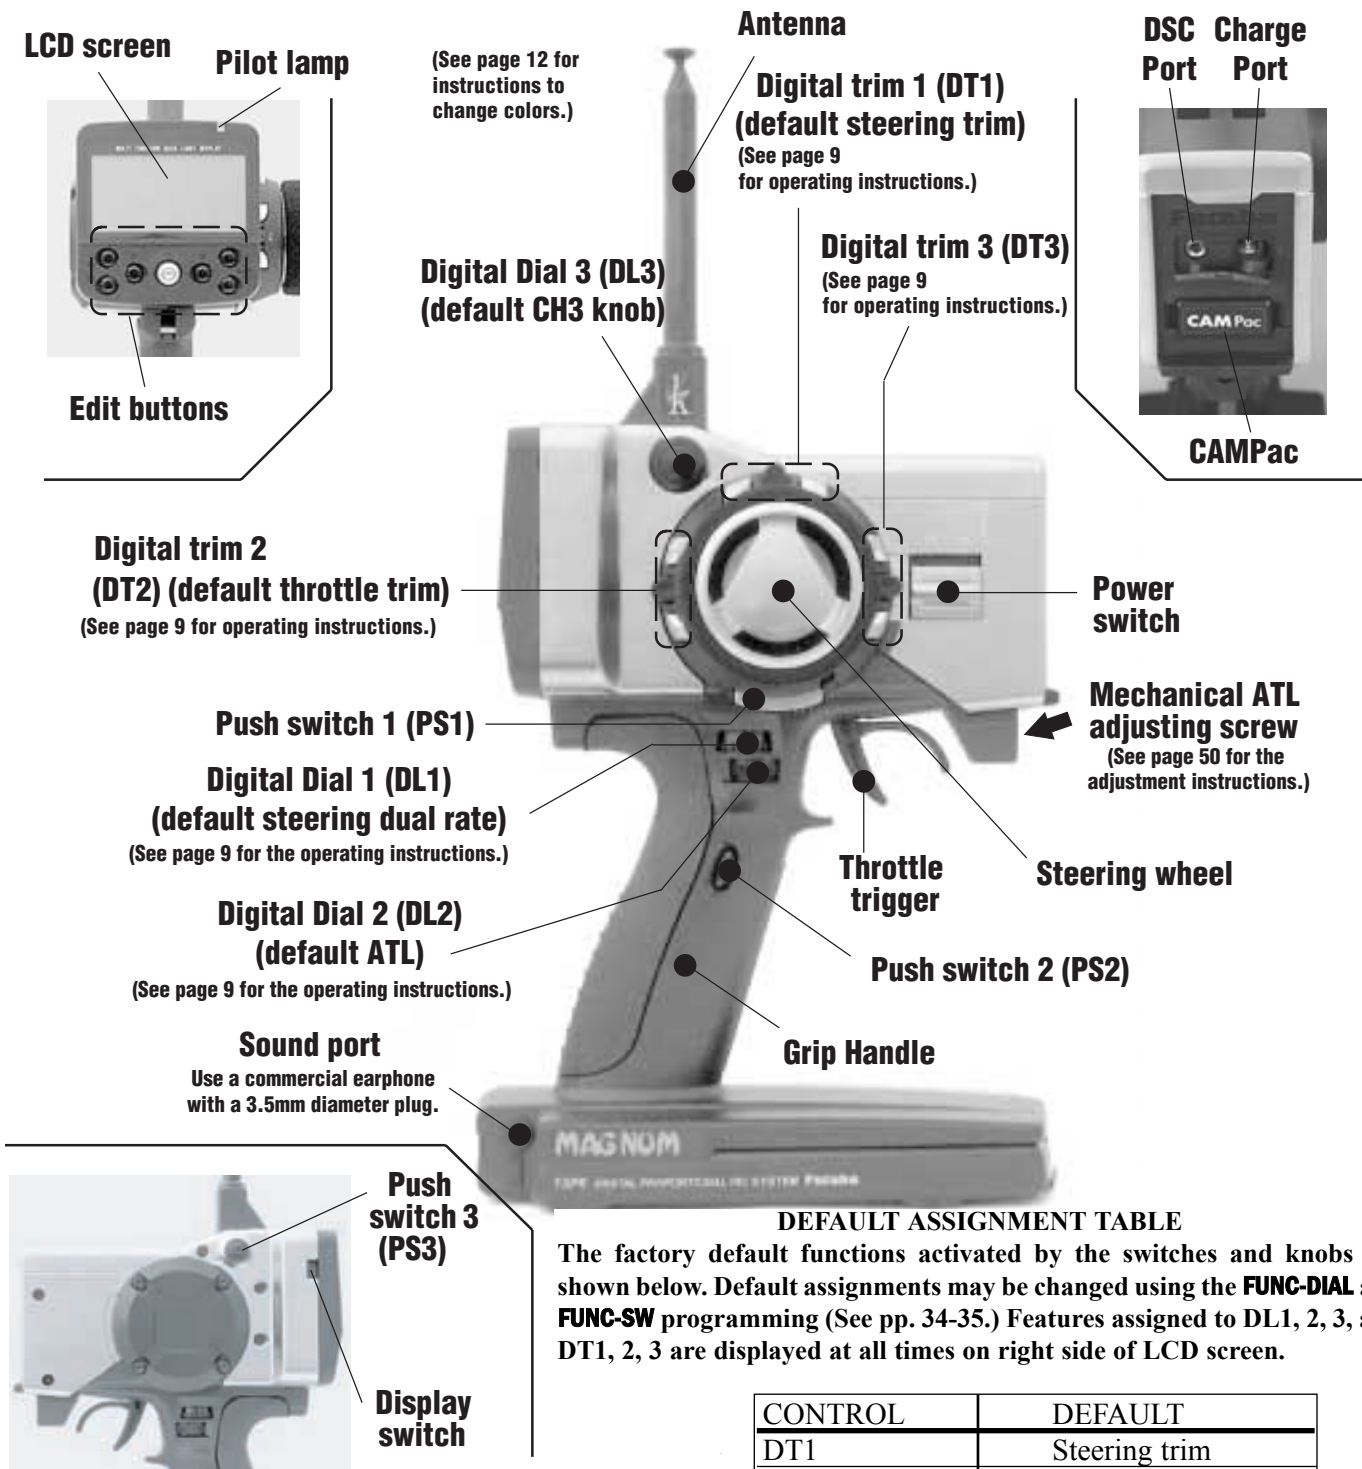 LCD screen
Pilot lamp
(See page 12 for
instructions to
change colors.)
Antenna
Digital trim 1 (DT1)
(default steering trim)
(See page 9
for operating instructions.)
DSC
Port
Charge
Port
Digital trim 3 (DT3)
(See page 9
for operating instructions.)
Digital Dial 3 (DL3)
(default CH3 knob)
CAMPac
k
Edit buttons
CAMPac
Digital trim 2
(DT2) (default throttle trim)
(See page 9 for operating instructions.)
Power
switch
Mechanical ATL
adjusting screw
(See page 50 for the
adjustment instructions.)
Push switch 1 (PS1)
Digital Dial 1 (DL1)
(default steering dual rate)
(See page 9 for the operating instructions.)
Throttle
trigger
Steering wheel
Digital Dial 2 (DL2)
(default ATL)
(See page 9 for the operating instructions.)
Push switch 2 (PS2)
Sound port
Use a commercial earphone
with a 3.5mm diameter plug.
Grip Handle
MAGNUM
DIGITAL PROPORTIONAL R/C SYSTEM Futaba
Push
switch 3
(PS3)
Display
switch
DEFAULT ASSIGNMENT TABLE
The factory default functions activated by the switches and knobs
shown below. Default assignments may be changed using the FUNC-DIAL a
FUNC-SW programming (See pp. 34-35.) Features assigned to DL1, 2, 3, a
DT1, 2, 3 are displayed at all times on right side of LCD screen.
CONTROL DEFAULT
DT1 Steering trim